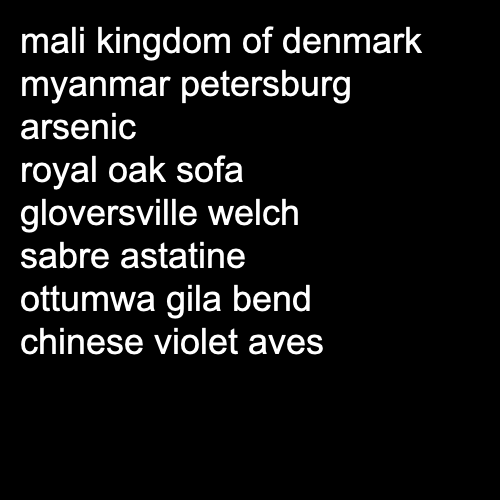 mali kingdom of denmark
myanmar petersburg
arsenic
royal oak sofa
gloversville welch
sabre astatine
ottumwa gila bend
chinese violet aves